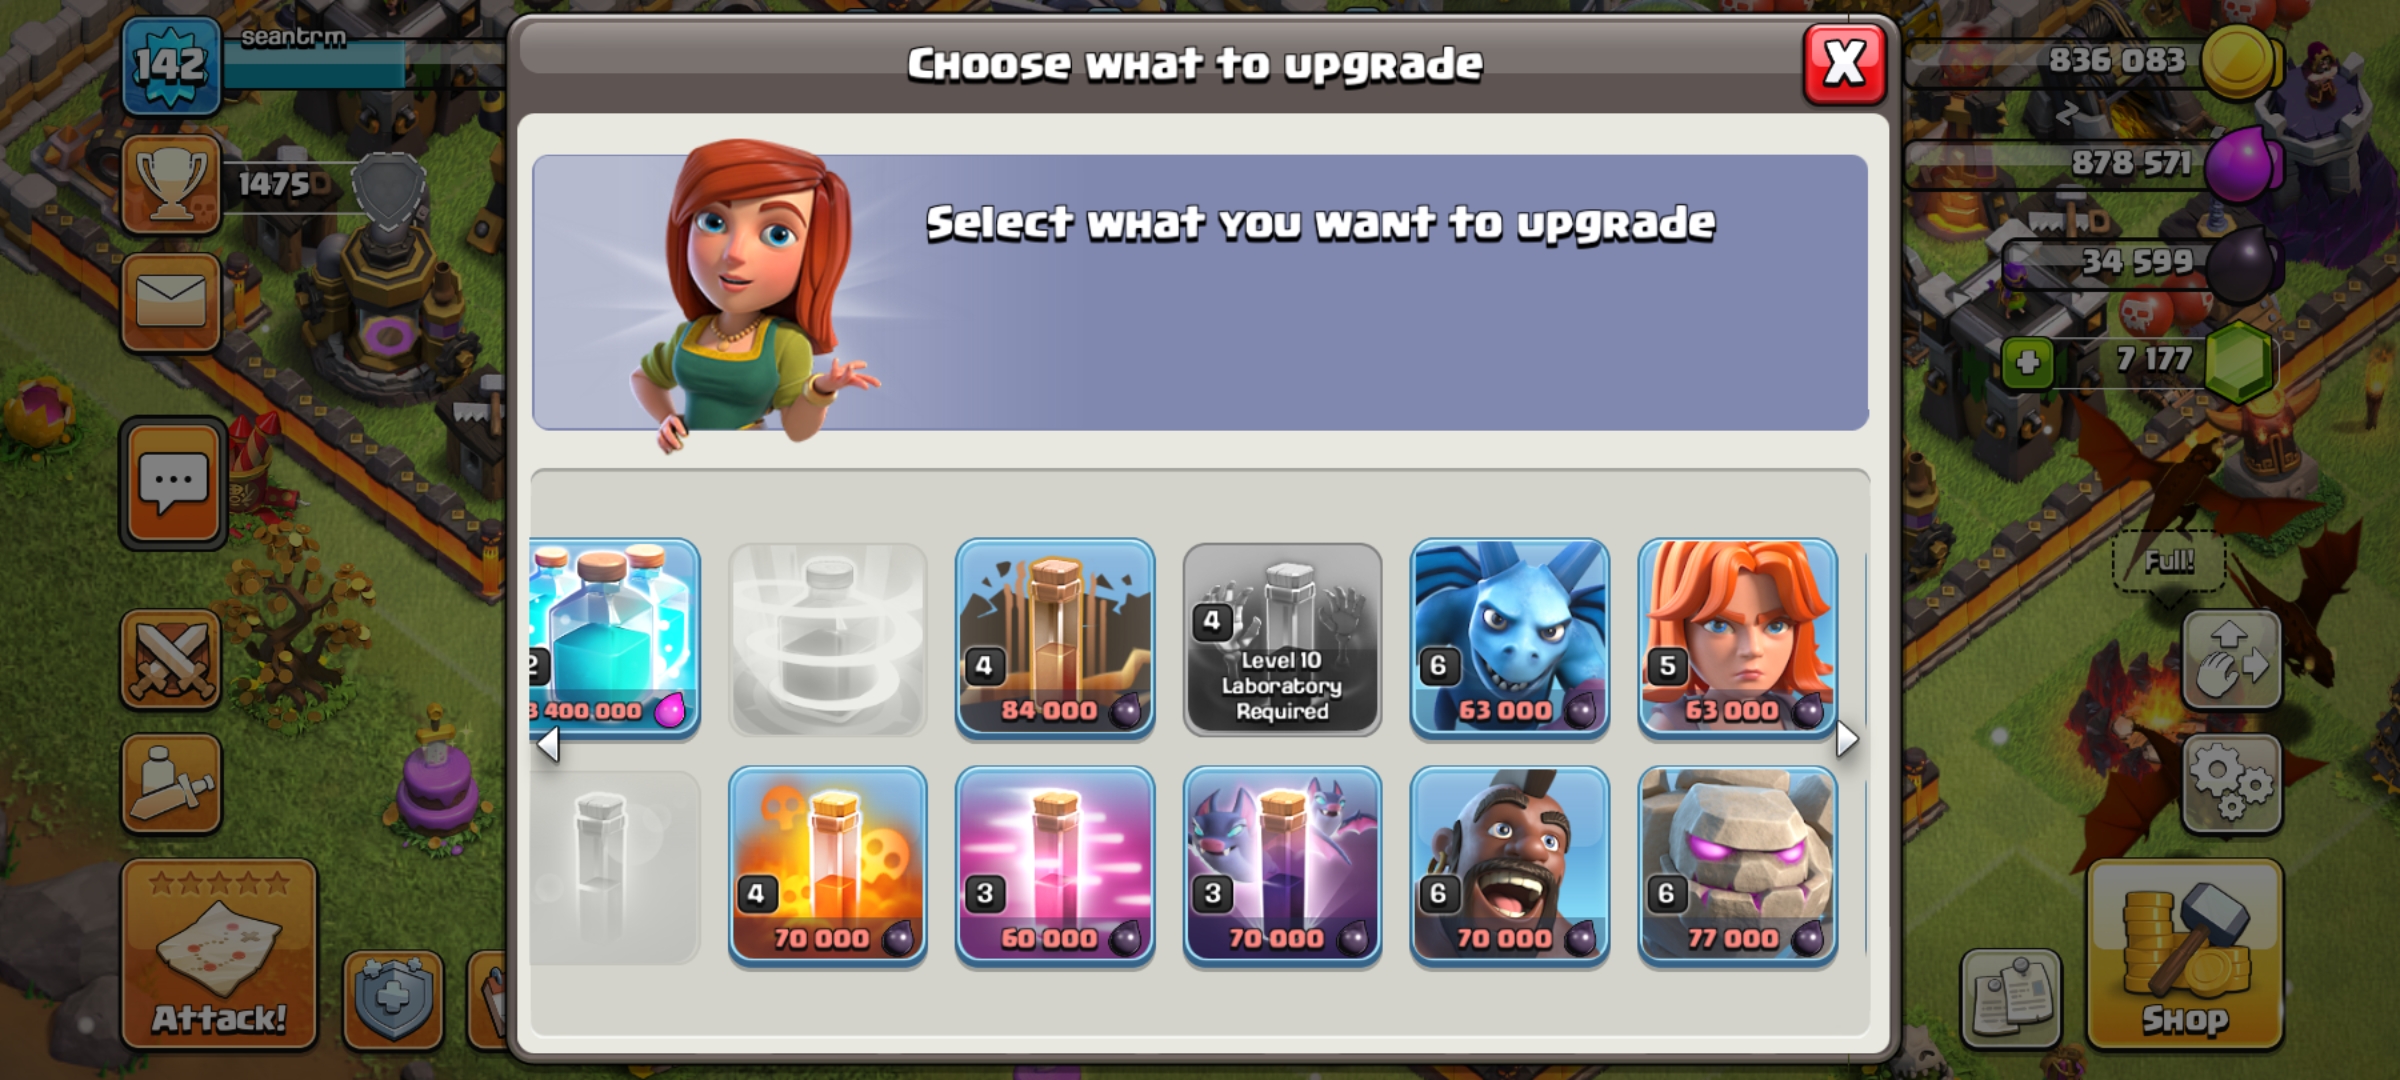 142
seantrm
1475
Choose what to upgrade
X
836 083
878 571
34 599
7 177
Select what you want to upgrade
Full!
2
3 400 000
4
84 000
4
Level 10
Laboratory
Required
6
63 000
5
63 000
4
70 000
3
60 000
3
70 000
6
70 000
6
77 000
Attack!
Shop